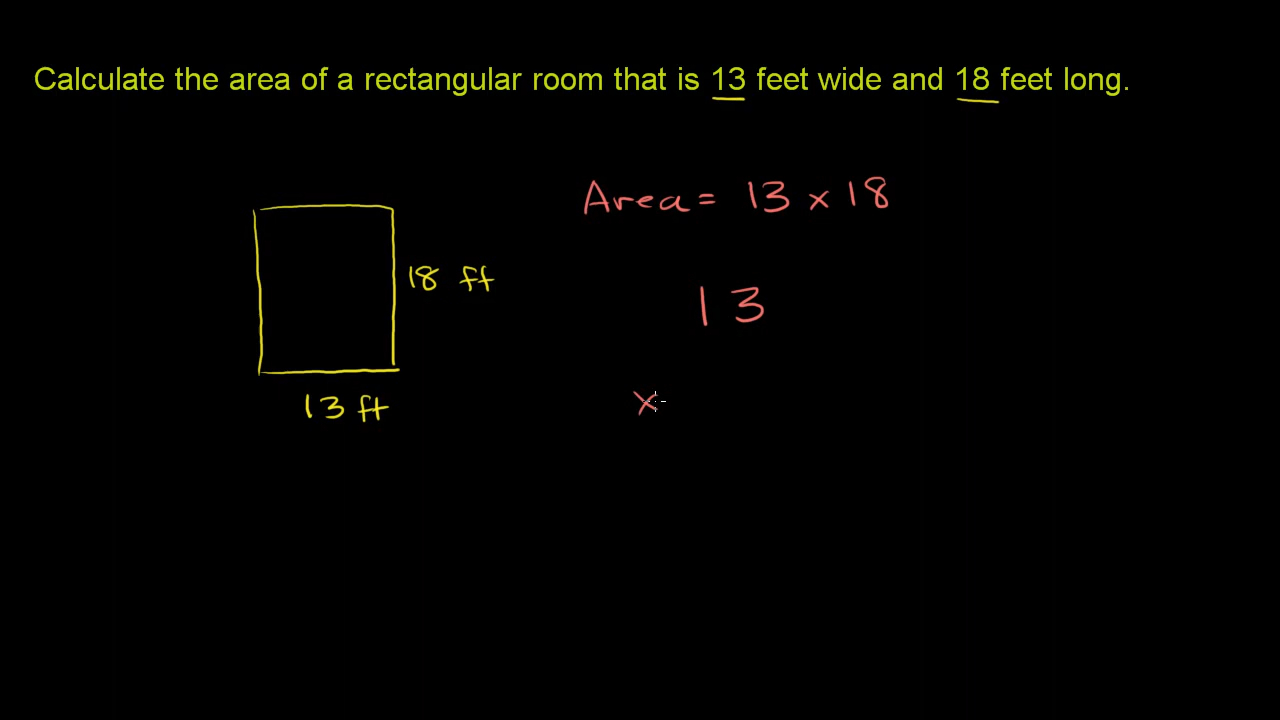 Calculate the area of a rectangular room that is 13 feet wide and 18 feet long.
Area = 13 x 18
18 ft
13
x
13 ft